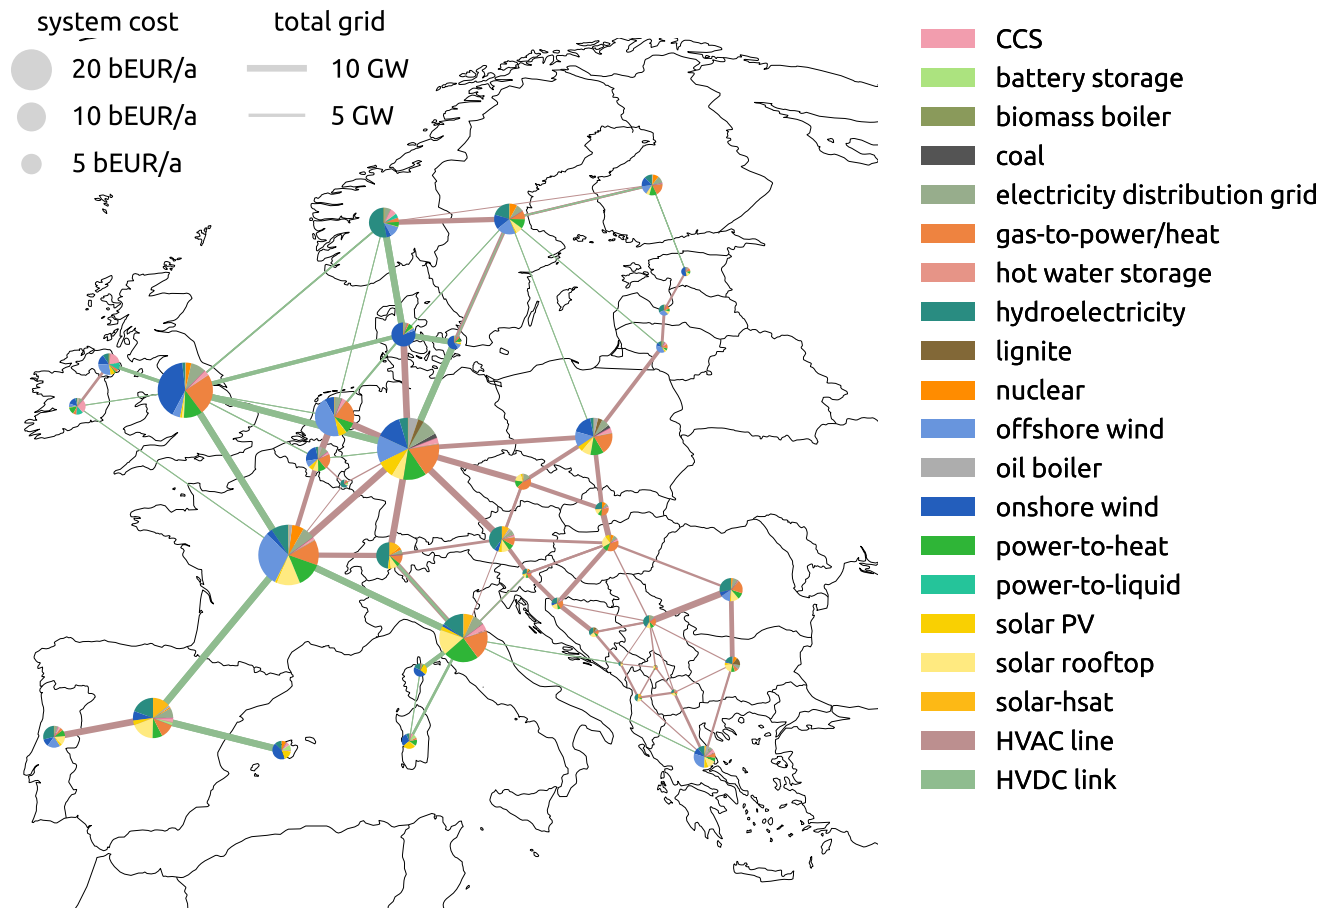 system cost
total grid
20 bEUR/a
10 GW
10 bEUR/a
5 GW
5 bEUR/a
CCS
battery storage
biomass boiler
coal
electricity distribution grid
gas-to-power/heat
hot water storage
hydroelectricity
lignite
nuclear
offshore wind
oil boiler
onshore wind
power-to-heat
power-to-liquid
solar PV
solar rooftop
solar-hsat
HVAC line
HVDC link